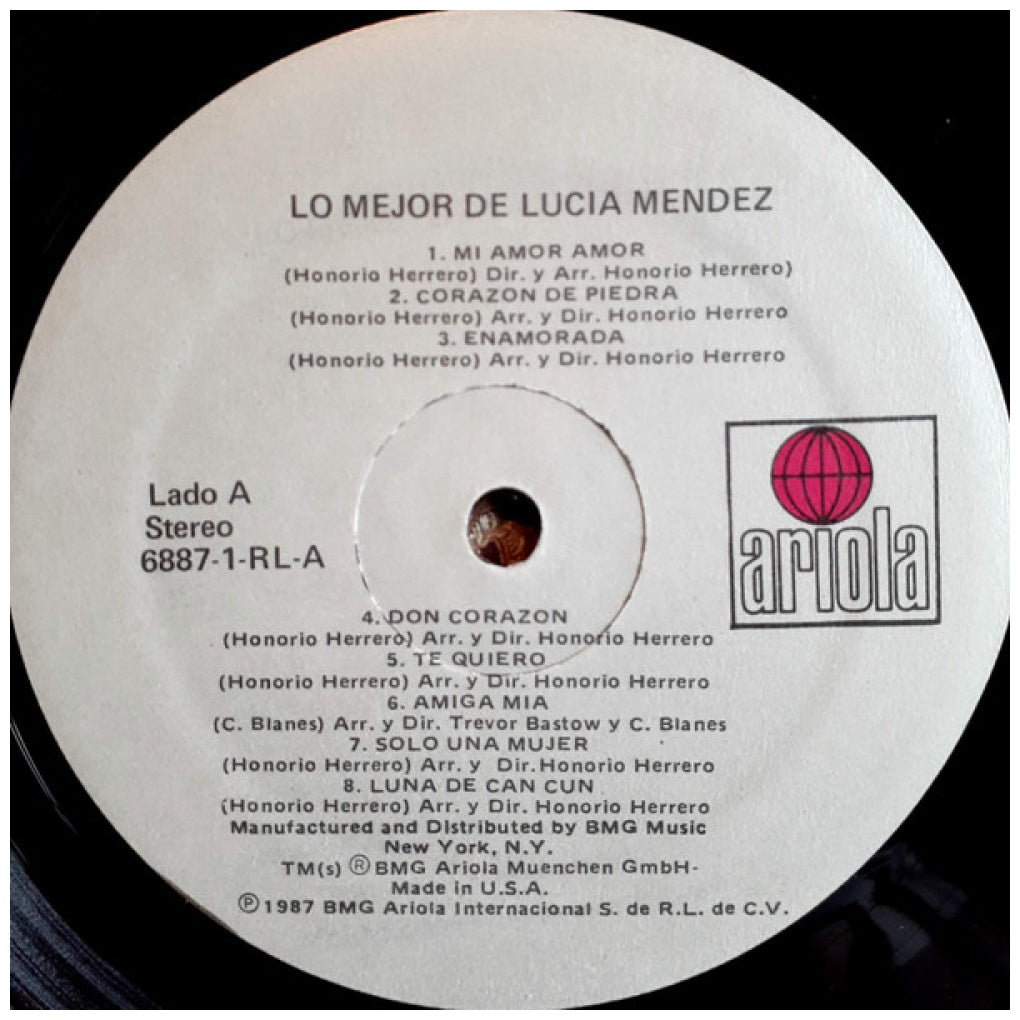 LO MEJOR DE LUCIA MENDEZ
1. MI AMOR AMOR
(Honorio Herrero) Dir. y Arr. Honorio Herrero)
2. CORAZON DE PIEDRA
(Honorio Herrero) Arr. y Dir. Honorio Herrero
3. ENAMORADA
(Honorio Herrero) Arr. y Dir. Honorio Herrero
ariola
Lado A
Stereo
6887-1-RL-A
4. DON CORAZON
(Honorio Herrero) Arr. y Dir. Honorio Herrero
5. TE QUIERO
(Honorio Herrero) Arr. y Dir. Honorio Herrero
6. AMIGA MIA
(C. Blanes) Arr. y Dir. Trevor Bastow y C. Blanes
7. SOLO UNA MUJER
(Honorio Herrero) Arr. y Dir. Honorio Herrero
8. LUNA DE CAN CUN
(Honorio Herrero) Arr. y Dir. Honorio Herrero
Manufactured and Distributed by BMG Music
New York, N.Y.
TM(s) ® BMG Ariola Muenchen GmbH-
Made in U.S.A.
℗ 1987 BMG Ariola Internacional S. de R.L. de C.V.